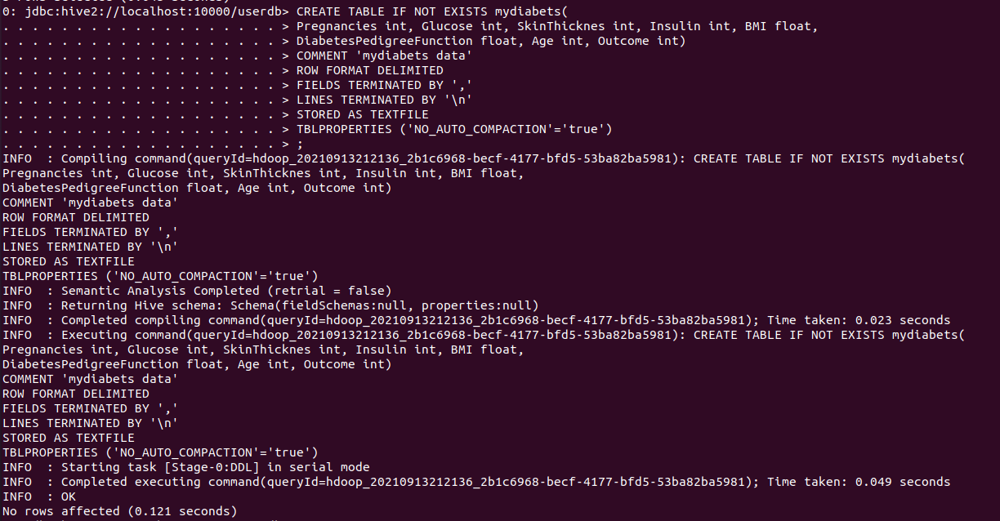 0: jdbc:hive2://localhost:10000/userdb> CREATE TABLE IF NOT EXISTS mydiabets(
. . . . . . . . . . . . . . . . . . . > Pregnancies int, Glucose int, SkinThicknes int, Insulin int, BMI float,
. . . . . . . . . . . . . . . . . . . > DiabetesPedigreeFunction float, Age int, Outcome int)
. . . . . . . . . . . . . . . . . . . > COMMENT 'mydiabets data'
. . . . . . . . . . . . . . . . . . . > ROW FORMAT DELIMITED
. . . . . . . . . . . . . . . . . . . > FIELDS TERMINATED BY ','
. . . . . . . . . . . . . . . . . . . > LINES TERMINATED BY '\n'
. . . . . . . . . . . . . . . . . . . > STORED AS TEXTFILE
. . . . . . . . . . . . . . . . . . . > TBLPROPERTIES ('NO_AUTO_COMPACTION'='true')
. . . . . . . . . . . . . . . . . . . > ;
INFO  : Compiling command(queryId=hdoop_20210913212136_2b1c6968-becf-4177-bfd5-53ba82ba5981): CREATE TABLE IF NOT EXISTS mydiabets(
Pregnancies int, Glucose int, SkinThicknes int, Insulin int, BMI float,
DiabetesPedigreeFunction float, Age int, Outcome int)
COMMENT 'mydiabets data'
ROW FORMAT DELIMITED
FIELDS TERMINATED BY ','
LINES TERMINATED BY '\n'
STORED AS TEXTFILE
TBLPROPERTIES ('NO_AUTO_COMPACTION'='true')
INFO  : Semantic Analysis Completed (retrial = false)
INFO  : Returning Hive schema: Schema(fieldSchemas:null, properties:null)
INFO  : Completed compiling command(queryId=hdoop_20210913212136_2b1c6968-becf-4177-bfd5-53ba82ba5981); Time taken: 0.023 seconds
INFO  : Executing command(queryId=hdoop_20210913212136_2b1c6968-becf-4177-bfd5-53ba82ba5981): CREATE TABLE IF NOT EXISTS mydiabets(
Pregnancies int, Glucose int, SkinThicknes int, Insulin int, BMI float,
DiabetesPedigreeFunction float, Age int, Outcome int)
COMMENT 'mydiabets data'
ROW FORMAT DELIMITED
FIELDS TERMINATED BY ','
LINES TERMINATED BY '\n'
STORED AS TEXTFILE
TBLPROPERTIES ('NO_AUTO_COMPACTION'='true')
INFO  : Starting task [Stage-0:DDL] in serial mode
INFO  : Completed executing command(queryId=hdoop_20210913212136_2b1c6968-becf-4177-bfd5-53ba82ba5981); Time taken: 0.049 seconds
INFO  : OK
No rows affected (0.121 seconds)